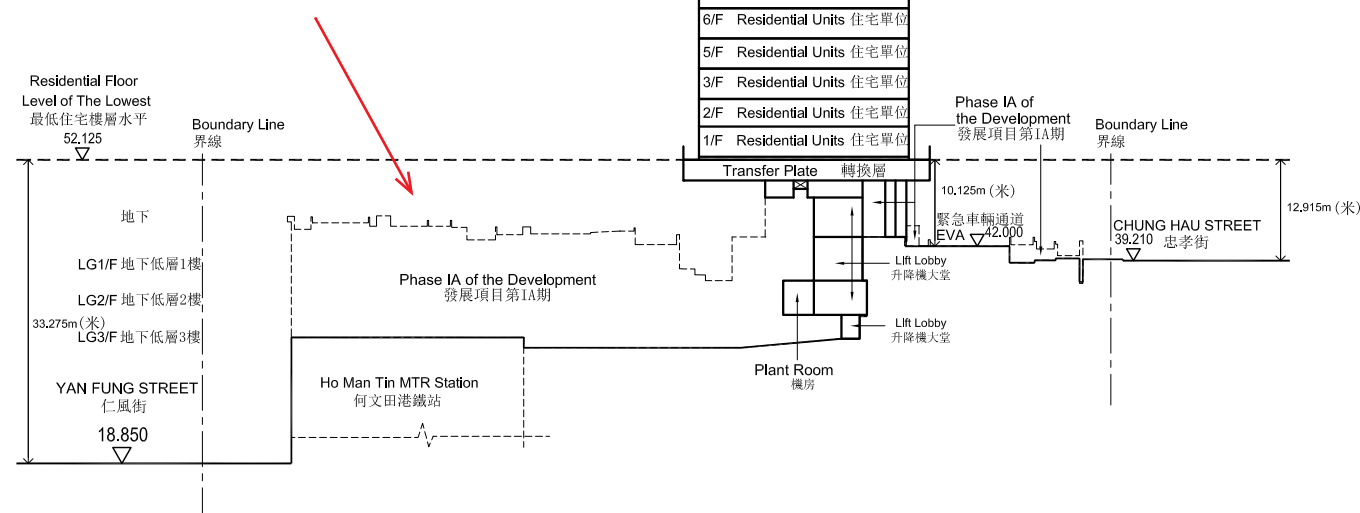 6/F Residential Units 住宅單位
5/F Residential Units 住宅單位
3/F Residential Units 住宅單位
2/F Residential Units 住宅單位
1/F Residential Units 住宅單位
Transfer Plate 轉換層
Residential Floor
Level of The Lowest
最低住宅樓層水平
52.125
Boundary Line
界線
Phase IA of
the Development
發展項目第IA期
Boundary Line
界線
10.125m (米)
12.915m (米)
地下
緊急車輛通道
EVA 42.000
CHUNG HAU STREET
39.210 忠孝街
LG1/F 地下低層1樓
LG2/F 地下低層2樓
33.275m (米)
LG3/F 地下低層3樓
Phase IA of the Development
發展項目第IA期
Lift Lobby
升降機大堂
Lift Lobby
升降機大堂
Plant Room
機房
YAN FUNG STREET
仁風街
18.850
Ho Man Tin MTR Station
何文田港鐵站